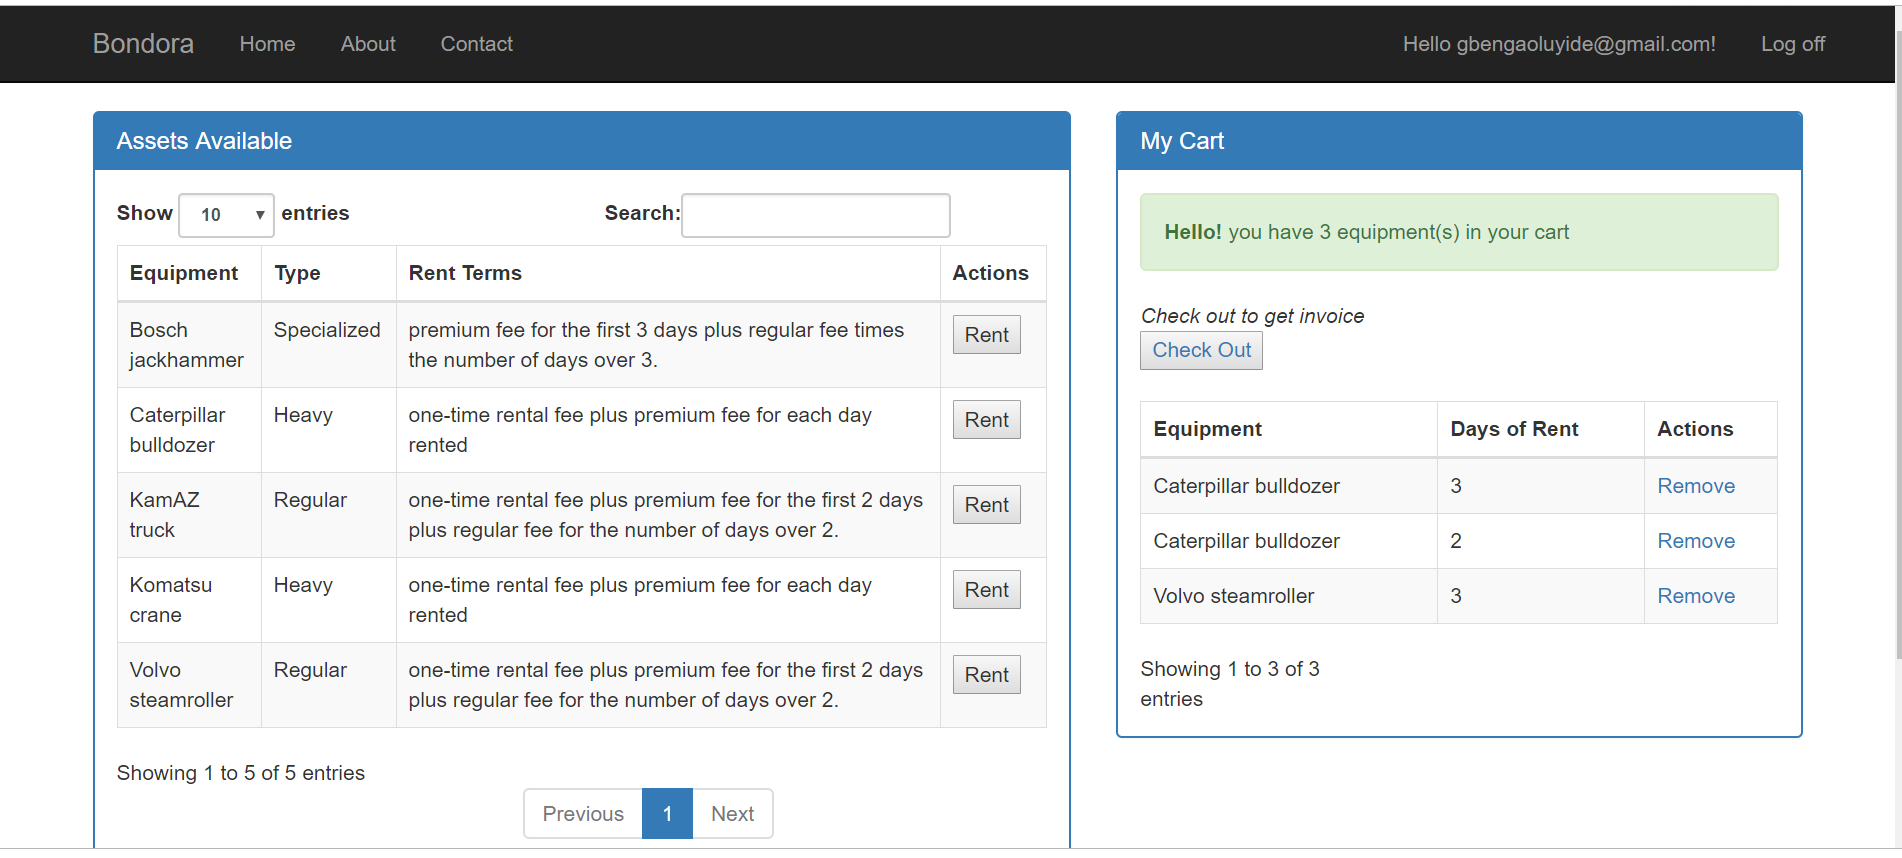 Bondora Home About Contact Hello gbengaoluyide@gmail.com! Log off
Assets Available
Show 10 entries Search:
Equipment Type Rent Terms Actions
Bosch Specialized premium fee for the first 3 days plus regular fee times Rent
jackhammer the number of days over 3.
Caterpillar Heavy one-time rental fee plus premium fee for each day Rent
bulldozer rented
KamAZ Regular one-time rental fee plus premium fee for the first 2 days Rent
truck plus regular fee for the number of days over 2.
Komatsu Heavy one-time rental fee plus premium fee for each day Rent
crane rented
Volvo Regular one-time rental fee plus premium fee for the first 2 days Rent
steamroller plus regular fee for the number of days over 2.
Showing 1 to 5 of 5 entries
Previous 1 Next
My Cart
Hello! you have 3 equipment(s) in your cart
Check out to get invoice
Check Out
Equipment Days of Rent Actions
Caterpillar bulldozer 3 Remove
Caterpillar bulldozer 2 Remove
Volvo steamroller 3 Remove
Showing 1 to 3 of 3
entries